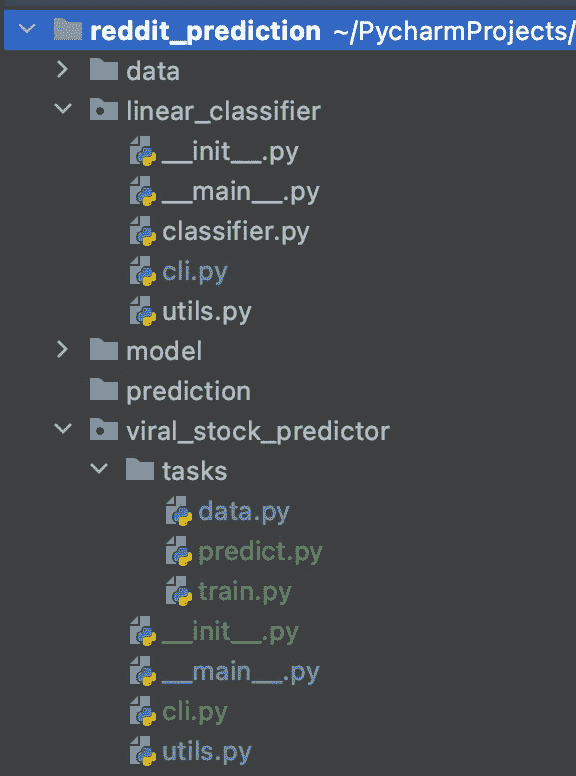 reddit_prediction ~/PycharmProjects/
data
linear_classifier
__init__.py
__main__.py
classifier.py
cli.py
utils.py
model
prediction
viral_stock_predictor
tasks
data.py
predict.py
train.py
__init__.py
__main__.py
cli.py
utils.py